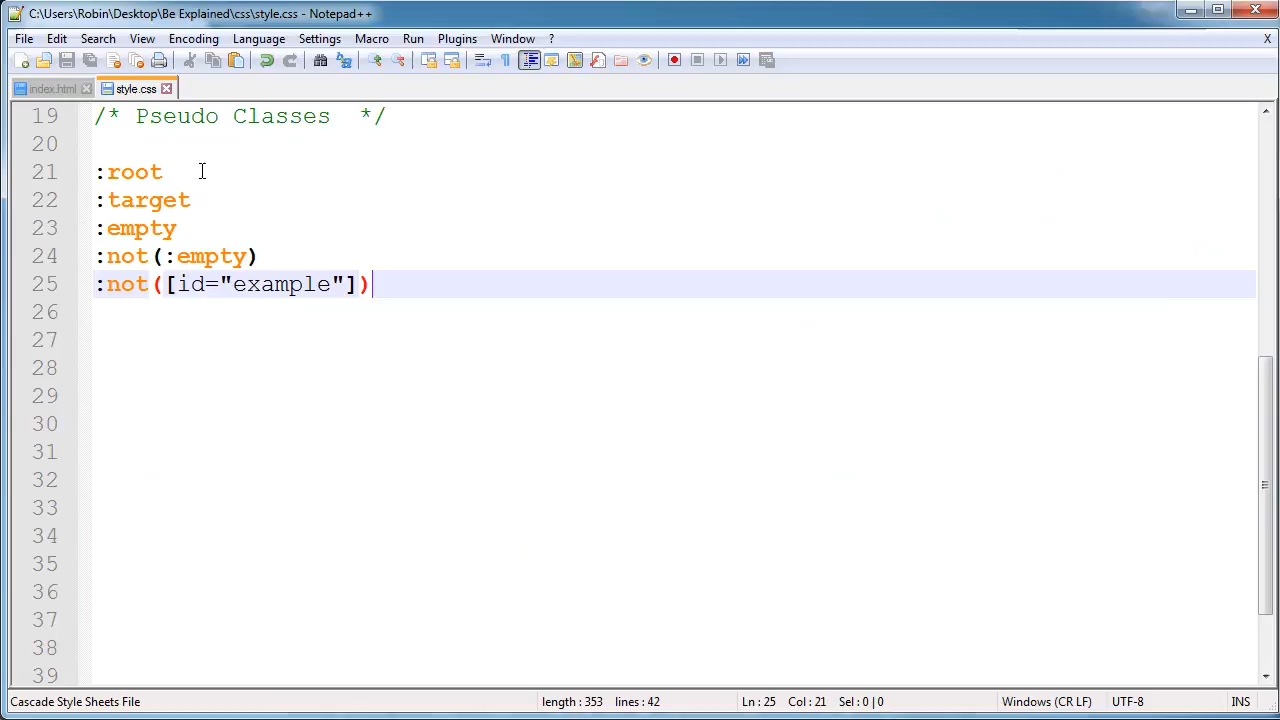 C:\Users\Robin\Desktop\Be Explained\css\style.css - Notepad++
File Edit Search View Encoding Language Settings Macro Run Plugins Window ? X
index.html style.css
19 /* Pseudo Classes */
20
21 :root
22 :target
23 :empty
24 :not(:empty)
25 :not([id="example"])
26
27
28
29
30
31
32
33
34
35
36
37
38
39
Cascade Style Sheets File length : 353 lines : 42 Ln : 25 Col : 21 Sel : 0 | 0 Windows (CR LF) UTF-8 INS